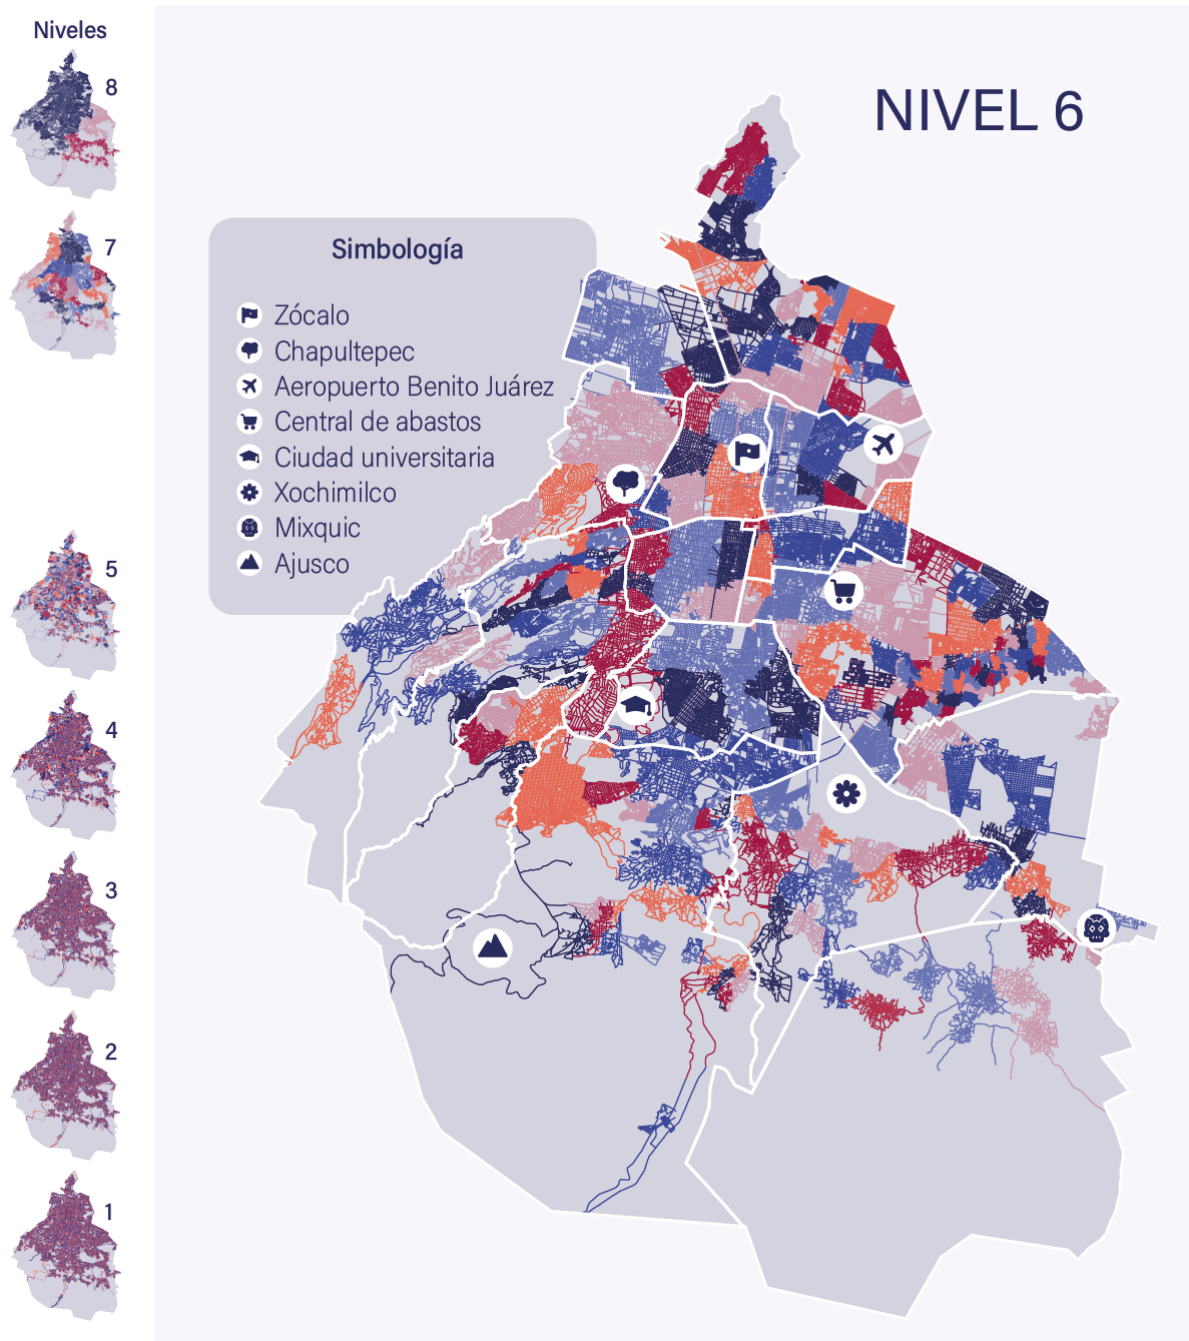 Niveles
8
7
5
4
3
2
1
NIVEL 6
Simbología
Zócalo
Chapultepec
Aeropuerto Benito Juárez
Central de abastos
Ciudad universitaria
Xochimilco
Mixquic
Ajusco